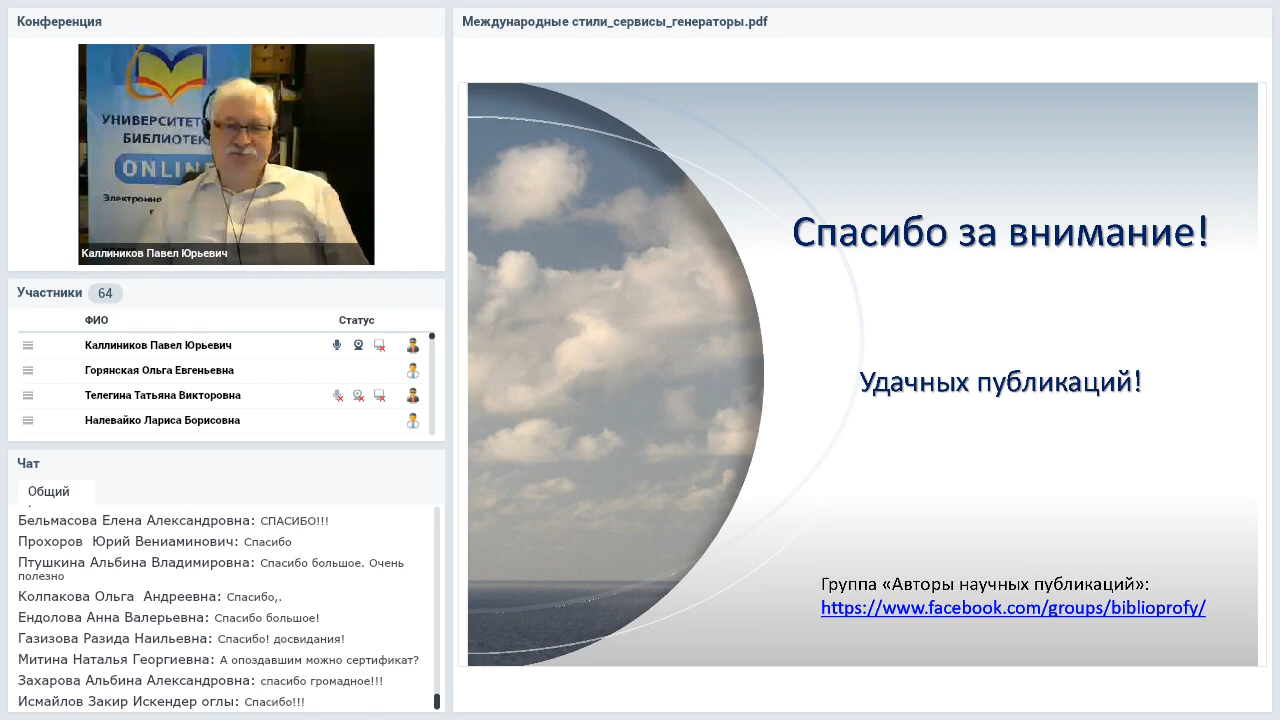 Конференция
УНИВЕРСИТЕТС
БИБЛИОТЕК
ONLINE
Электронно
Каллиников Павел Юрьевич
Участники 64
ФИО Статус
Каллиников Павел Юрьевич
Горянская Ольга Евгеньевна
Телегина Татьяна Викторовна
Налевайко Лариса Борисовна
Чат
Общий
Бельмасова Елена Александровна: СПАСИБО!!!
Прохоров Юрий Вениаминович: Спасибо
Птушкина Альбина Владимировна: Спасибо большое. Очень
полезно
Колпакова Ольга Андреевна: Спасибо,.
Ендолова Анна Валерьевна: Спасибо большое!
Газизова Разида Наильевна: Спасибо! досвидания!
Митина Наталья Георгиевна: А опоздавшим можно сертификат?
Захарова Альбина Александровна: спасибо громадное!!!
Исмайлов Закир Искендер оглы: Спасибо!!!
Международные стили_сервисы_генераторы.pdf
Спасибо за внимание!
Удачных публикаций!
Группа «Авторы научных публикаций»:
https://www.facebook.com/groups/biblioprofy/